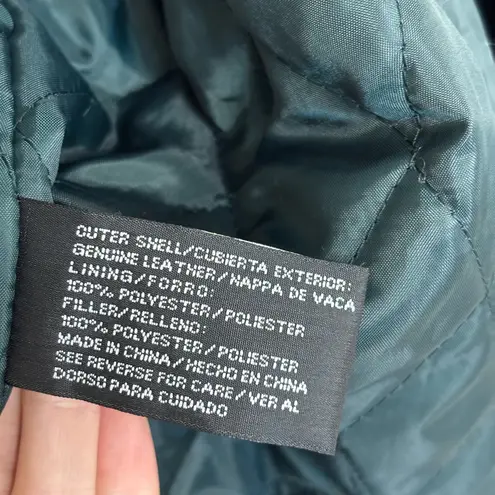 OUTER SHELL/CUBIERTA EXTERIOR:
GENUINE LEATHER/NAPPA DE VACA
LINING/FORRO:
100% POLYESTER/POLIESTER
FILLER/RELLENO:
100% POLYESTER/POLIESTER
MADE IN CHINA/HECHO EN CHINA
SEE REVERSE FOR CARE/VER AL
DORSO PARA CUIDADO